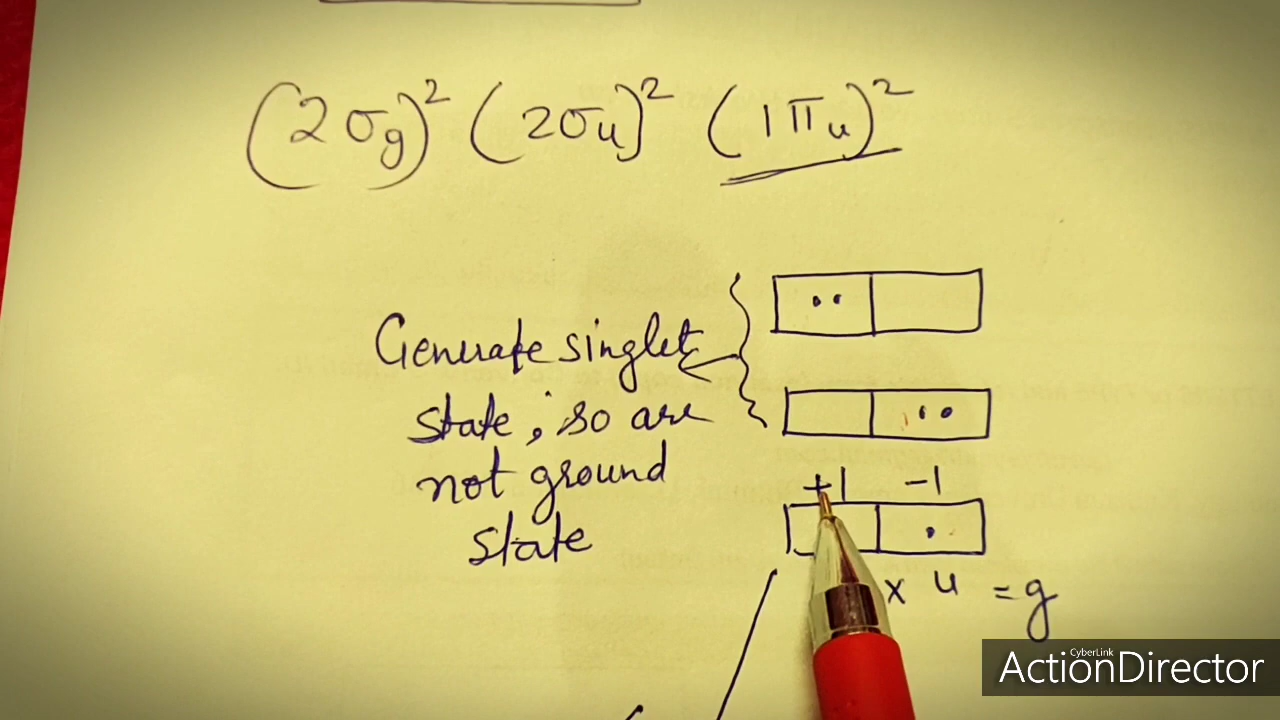 (2σg)² (2σu)² (1πu)²
Generate singlet
state; so are
not ground
state
+1 -1
x u = g
CyberLink
ActionDirector